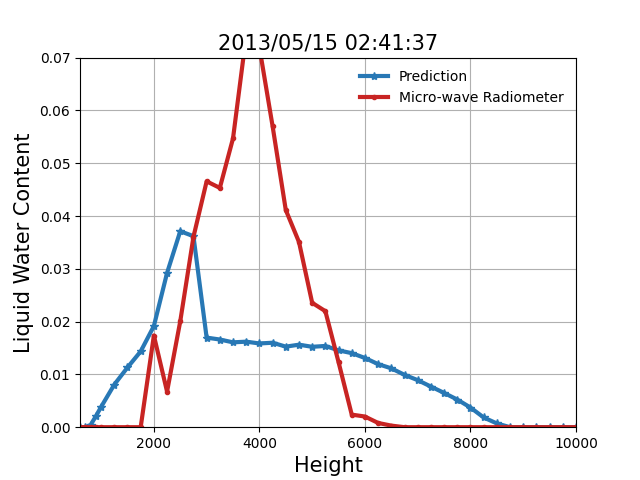 2013/05/15 02:41:37
0.07
0.06
0.05
0.04
0.03
0.02
0.01
0.00
Liquid Water Content
Prediction
Micro-wave Radiometer
2000 4000 6000 8000 10000
Height